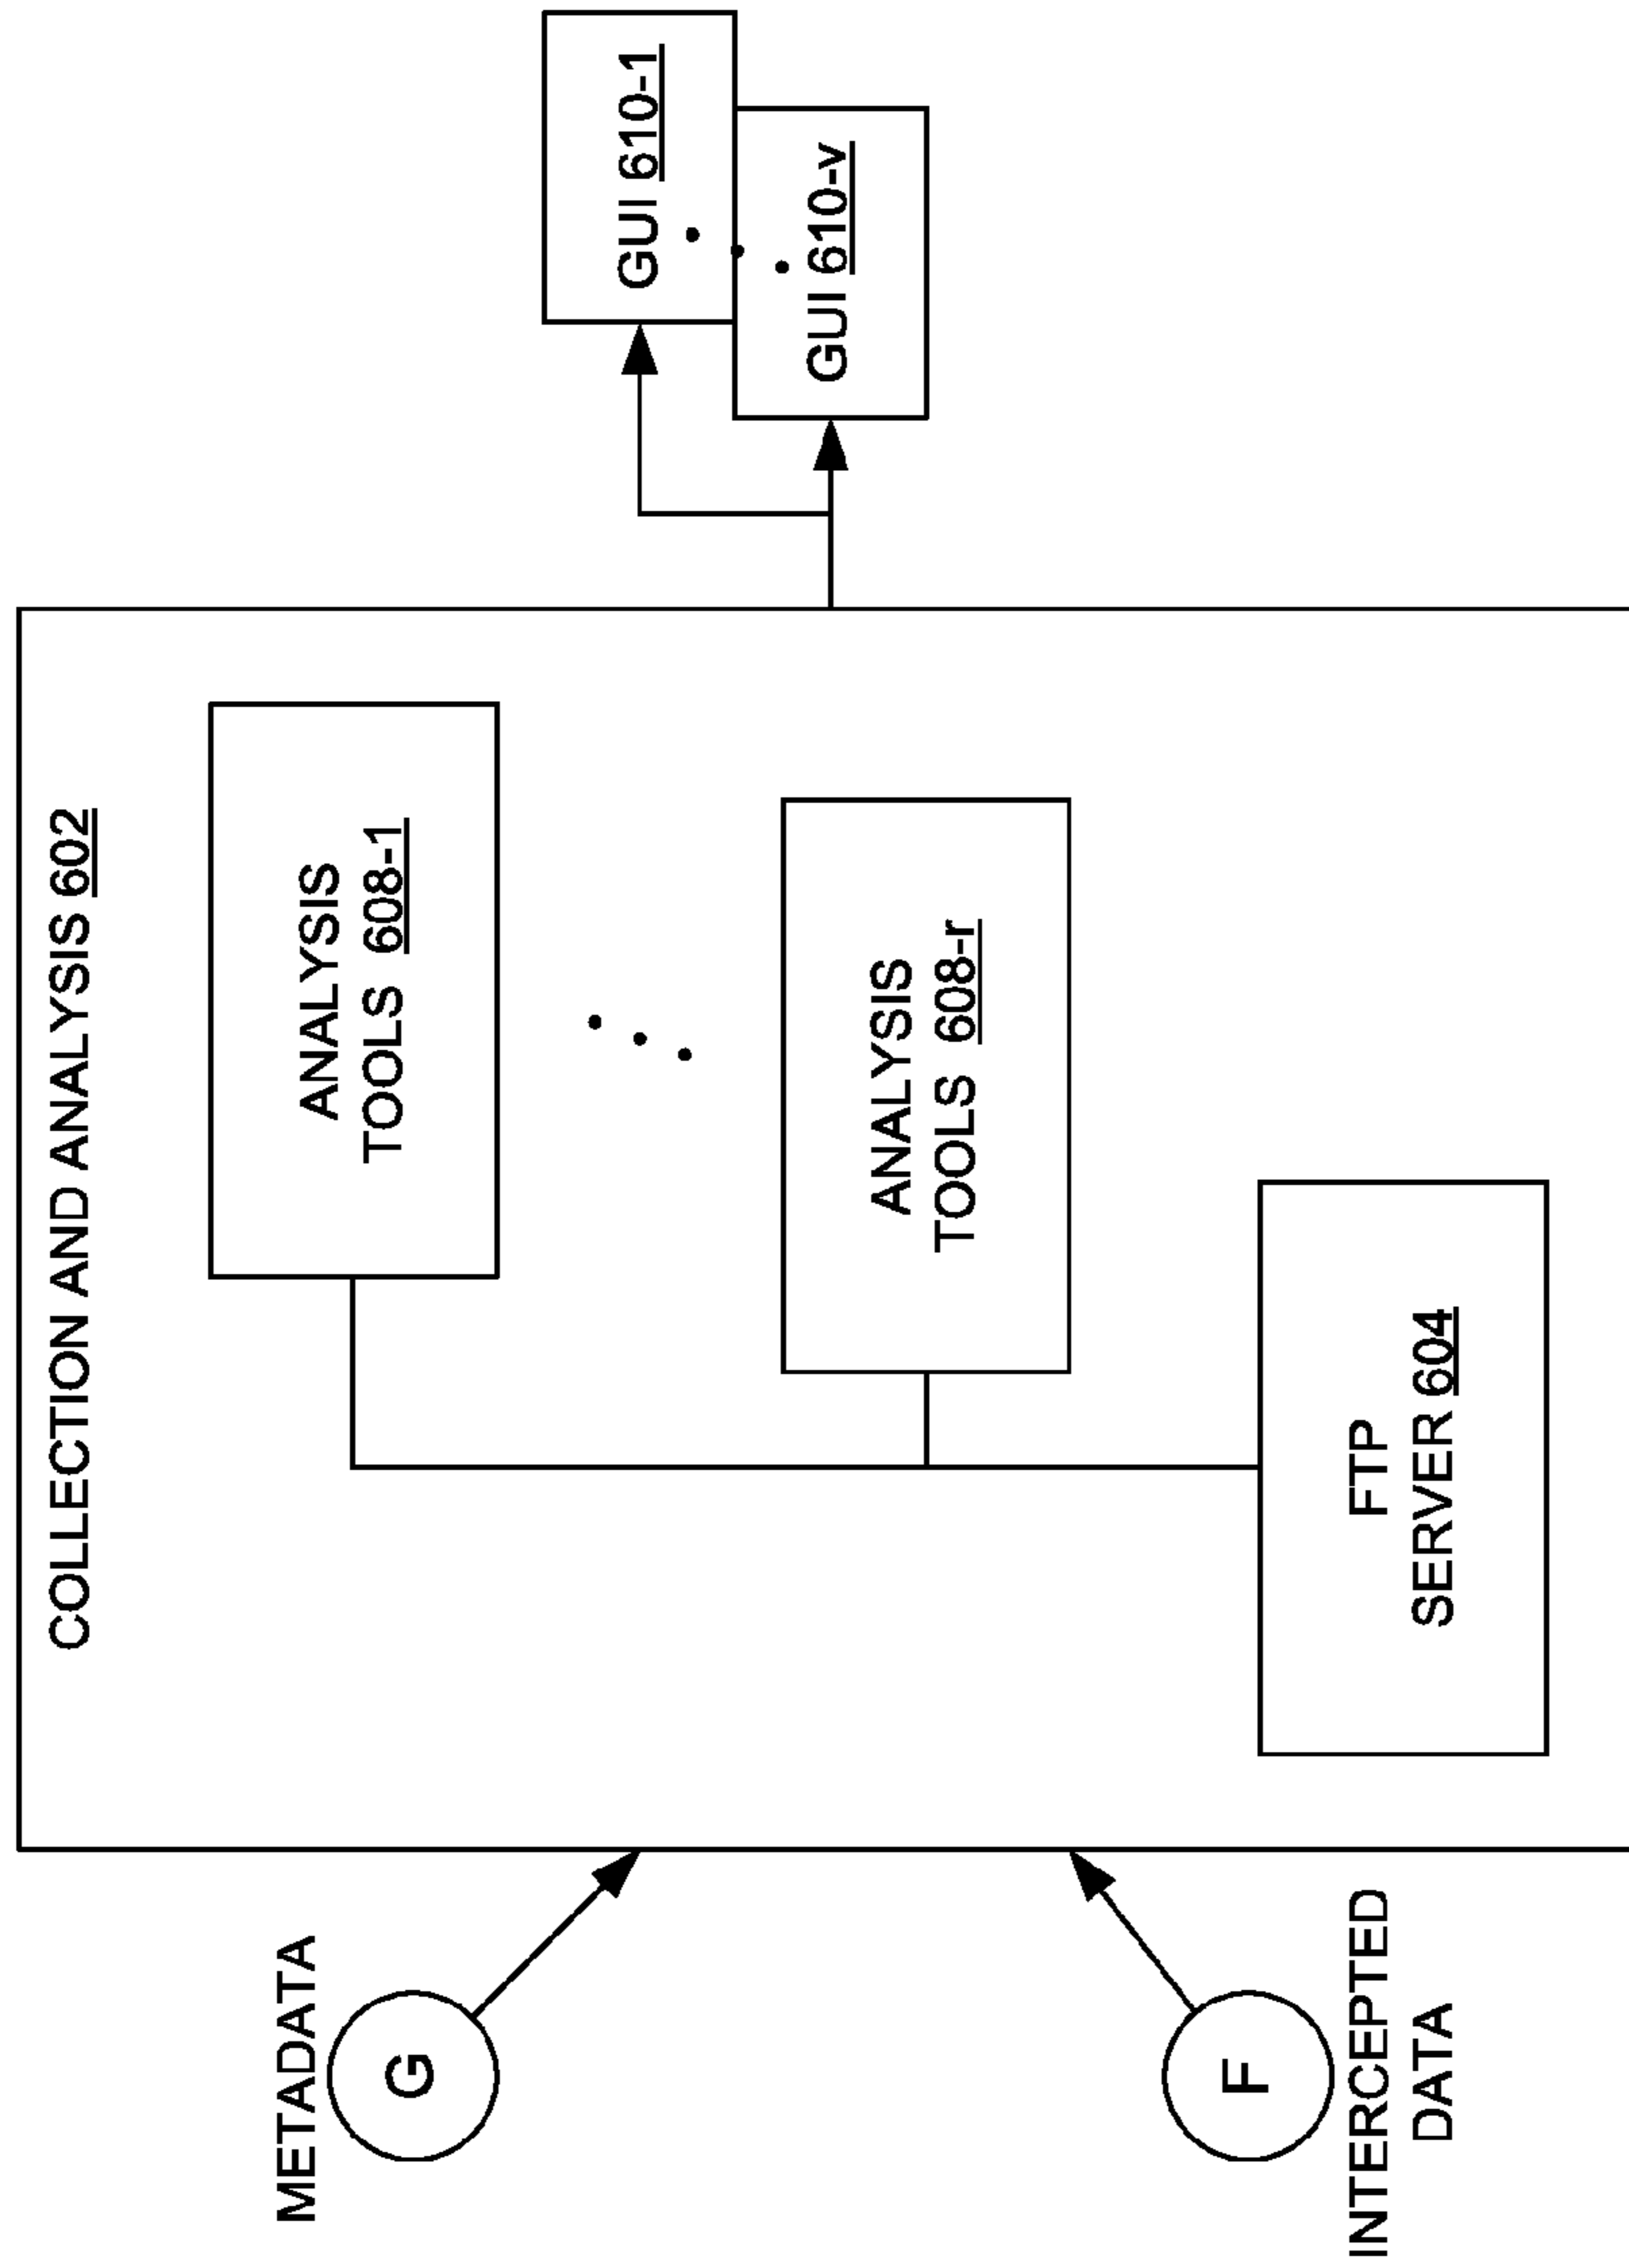 COLLECTION AND ANALYSIS 602
METADATA
G
ANALYSIS
TOOLS 608-1
GUI 610-1
ANALYSIS
TOOLS 608-r
GUI 610-v
F
INTERCEPTED
DATA
FTP
SERVER 604